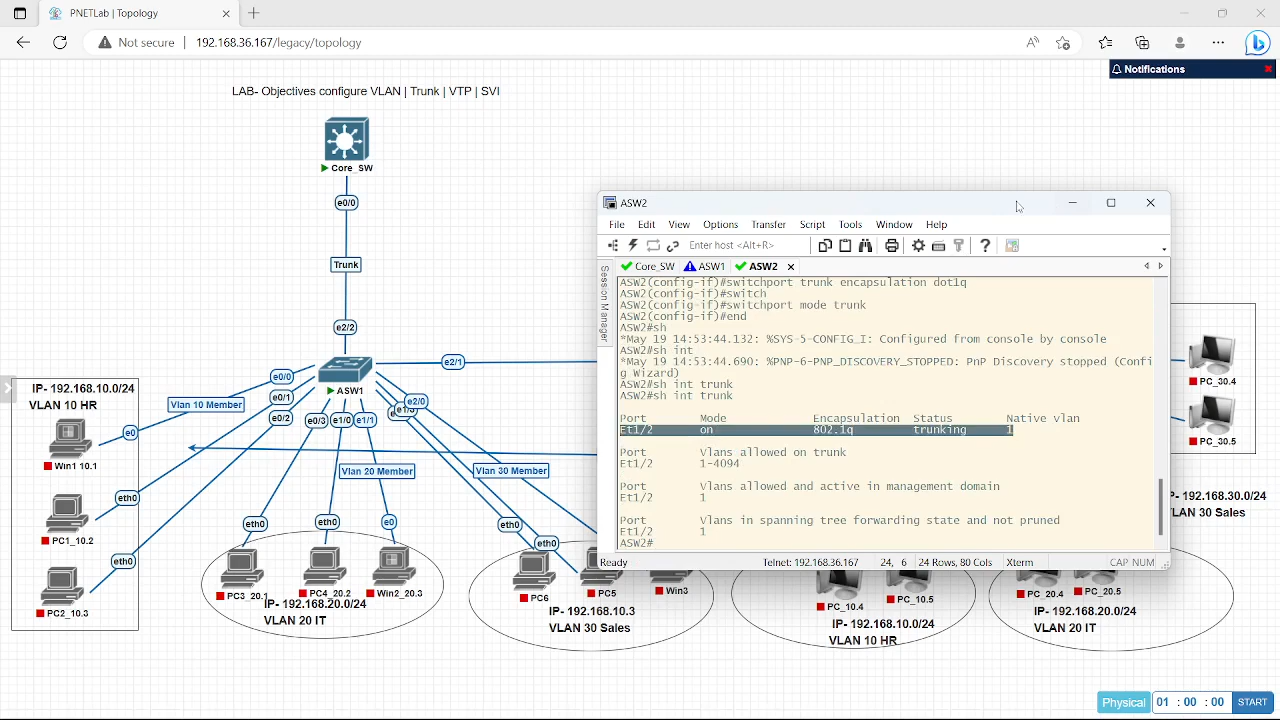 PNETLab | Topology
Not secure
192.168.36.167/legacy/topology
Notifications
LAB- Objectives configure VLAN | Trunk | VTP | SVI
Core_SW
e0/0
Trunk
e2/2
ASW1
e2/1
e0/0
e0/1
e0/2
e0/3
e1/0
e1/1
e2/0
IP- 192.168.10.0/24
VLAN 10 HR
Vlan 10 Member
e0
Win1 10.1
eth0
PC1_10.2
eth0
PC2_10.3
Vlan 20 Member
Vlan 30 Member
eth0
eth0
e0
eth0
eth0
PC4_20.2
Win2_20.3
IP- 192.168.20.0/24
VLAN 20 IT
PC6
PC5
Win3
IP- 192.168.10.3
VLAN 30 Sales
ASW2
File Edit View Options Transfer Script Tools Window Help
Enter host <Alt+R>
Session Manager
Core_SW
ASW1
ASW2
ASW2(config-if)#switchport trunk encapsulation dot1q
ASW2(config-if)#switch
ASW2(config-if)#switchport mode trunk
ASW2(config-if)#end
ASW2#sh
*May 19 14:53:44.132: %SYS-5-CONFIG_I: Configured from console by console
ASW2#sh int
*May 19 14:53:44.690: %PNP-6-PNP_DISCOVERY_STOPPED: PnP Discovery stopped (Confi
g Wizard)
ASW2#sh int trunk
ASW2#sh int trunk
Port Mode Encapsulation Status Native vlan
Et1/2 on 802.1q trunking 1
Port Vlans allowed on trunk
Et1/2 1-4094
Port Vlans allowed and active in management domain
Et1/2 1
Port Vlans in spanning tree forwarding state and not pruned
Et1/2 1
ASW2#
Ready
Telnet: 192.168.36.167
24, 6
24 Rows, 80 Cols
Xterm
CAP NUM
PC_30.4
PC_30.5
192.168.30.0/24
30 Sales
PC_10.4
PC_10.5
IP- 192.168.10.0/24
VLAN 10 HR
PC_20.4
PC_20.5
IP- 192.168.20.0/24
VLAN 20 IT
Physical
01 : 00 : 00
START